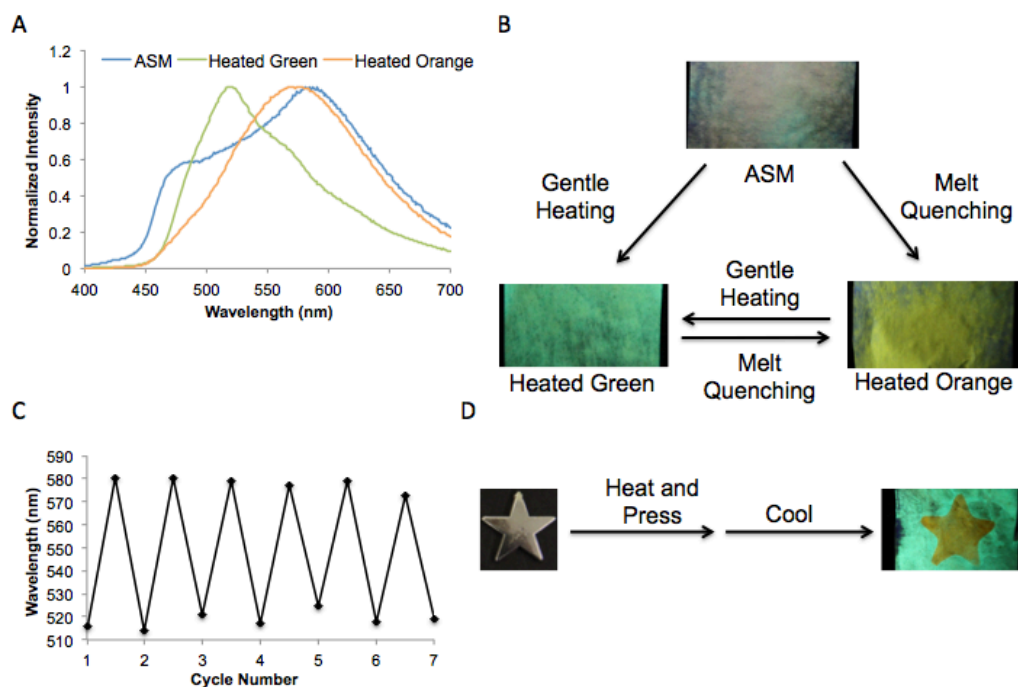 A
ASM Heated Green Heated Orange
1.2
1
0.8
0.6
0.4
0.2
0
Normalized Intensity
400 450 500 550 600 650 700
Wavelength (nm)
B
ASM
Gentle
Heating
Melt
Quenching
Gentle
Heating
Melt
Quenching
Heated Green
Heated Orange
C
590
580
570
560
550
540
530
520
510
Wavelength (nm)
1 2 3 4 5 6 7
Cycle Number
D
Heat and
Press
Cool